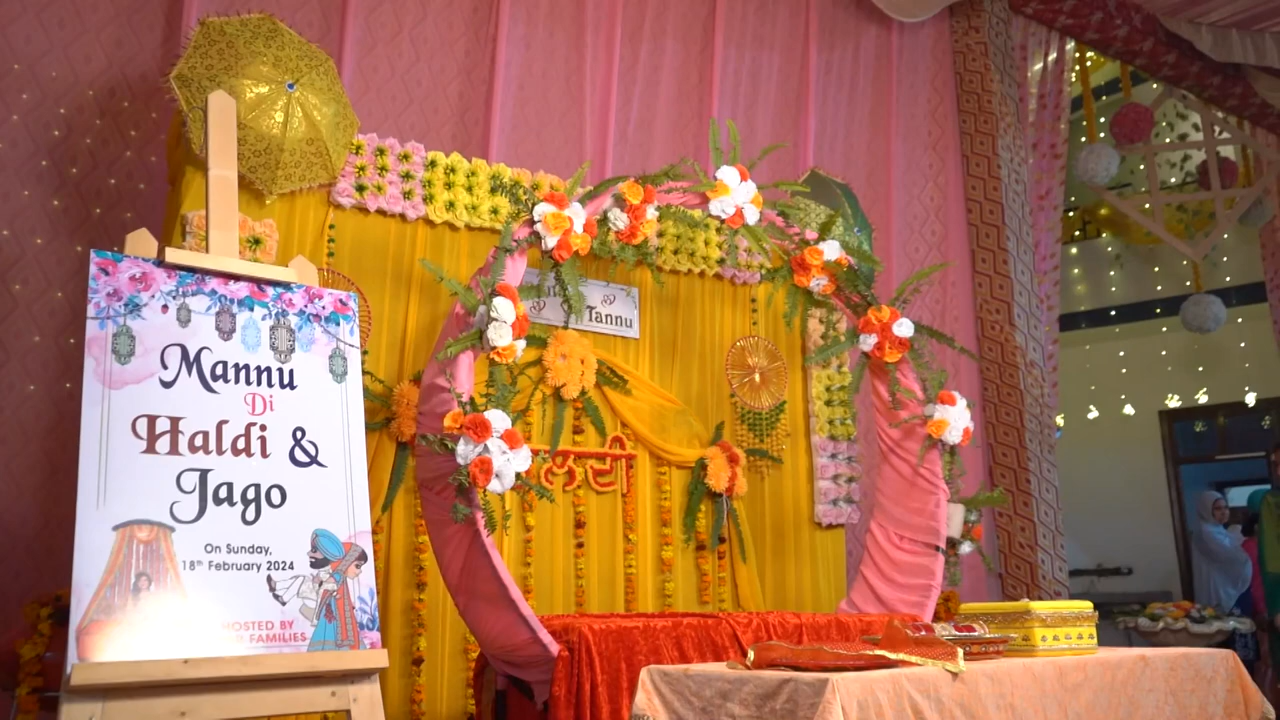 Mannu
Di
Haldi &
Jago
On Sunday,
18th February 2024
HOSTED BY
FAMILIES
Tannu
ਹਲਦੀ